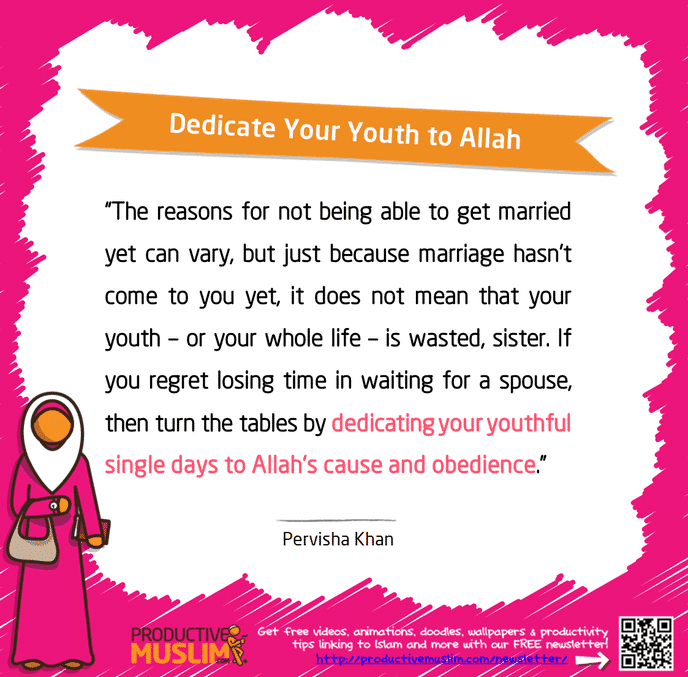 Dedicate Your Youth to Allah
“The reasons for not being able to get married
yet can vary, but just because marriage hasn’t
come to you yet, it does not mean that your
youth – or your whole life – is wasted, sister. If
you regret losing time in waiting for a spouse,
then turn the tables by dedicating your youthful
single days to Allah’s cause and obedience.”
Pervisha Khan
PRODUCTIVE
MUSLIM.COM
Get free videos, animations, doodles, wallpapers & productivity
tips linking to Islam and more with our FREE newsletter!
http://productivemuslim.com/newsletter/